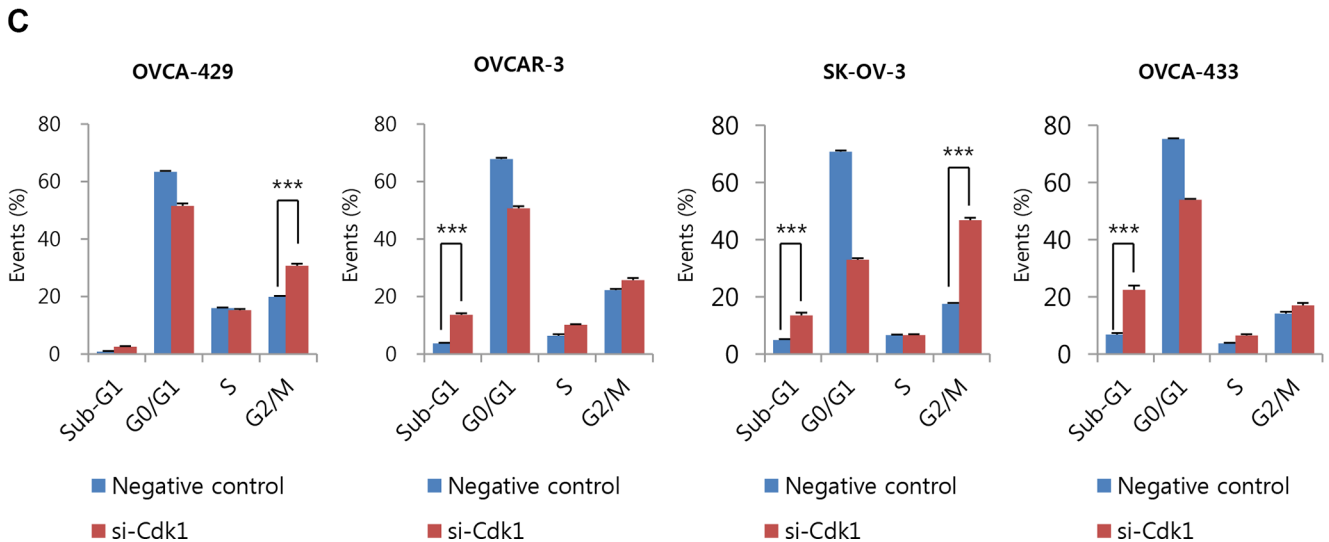 C
OVCA-429
Events (%)
80
60
40
20
0
***
Sub-G1
G0/G1
S
G2/M
Negative control
si-Cdk1
OVCAR-3
Events (%)
80
60
40
20
0
***
Sub-G1
G0/G1
S
G2/M
Negative control
si-Cdk1
SK-OV-3
Events (%)
80
60
40
20
0
***
***
Sub-G1
G0/G1
S
G2/M
Negative control
si-Cdk1
OVCA-433
Events (%)
80
60
40
20
0
***
Sub-G1
G0/G1
S
G2/M
Negative control
si-Cdk1